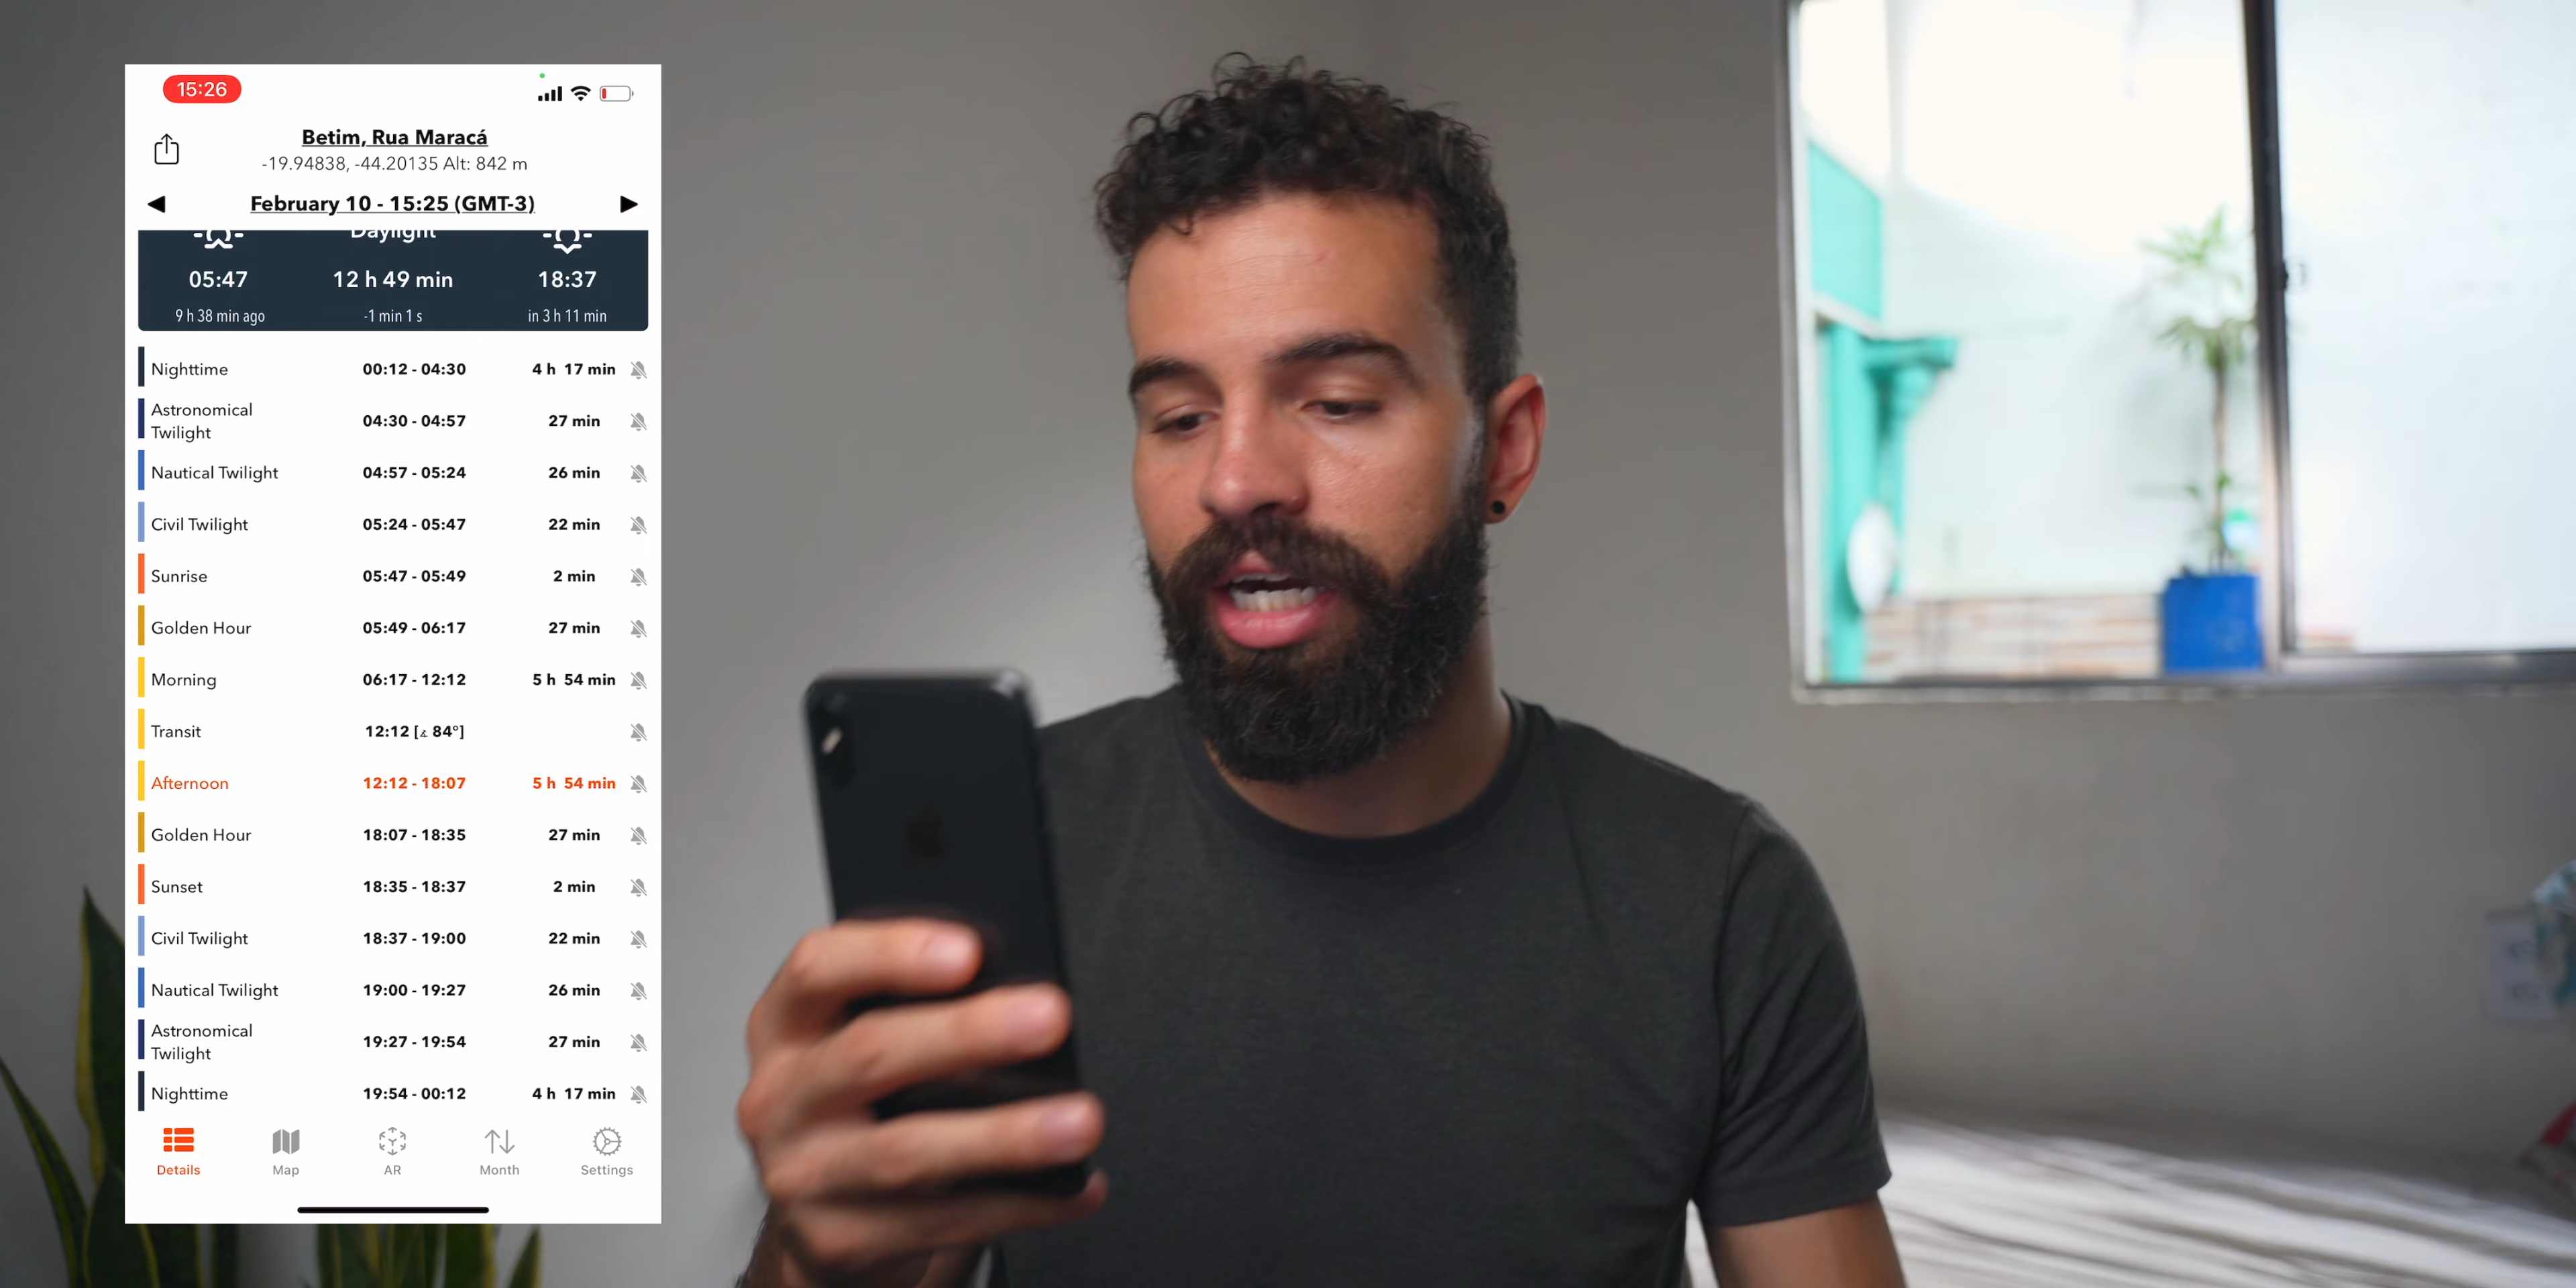 15:26
Betim, Rua Maracá
-19.94838, -44.20135 Alt: 842 m
February 10 - 15:25 (GMT-3)
Daylight
05:47 12 h 49 min 18:37
9 h 38 min ago -1 min 1 s in 3 h 11 min
Nighttime 00:12 - 04:30 4 h 17 min
Astronomical
Twilight 04:30 - 04:57 27 min
Nautical Twilight 04:57 - 05:24 26 min
Civil Twilight 05:24 - 05:47 22 min
Sunrise 05:47 - 05:49 2 min
Golden Hour 05:49 - 06:17 27 min
Morning 06:17 - 12:12 5 h 54 min
Transit 12:12 [∡ 84°]
Afternoon 12:12 - 18:07 5 h 54 min
Golden Hour 18:07 - 18:35 27 min
Sunset 18:35 - 18:37 2 min
Civil Twilight 18:37 - 19:00 22 min
Nautical Twilight 19:00 - 19:27 26 min
Astronomical
Twilight 19:27 - 19:54 27 min
Nighttime 19:54 - 00:12 4 h 17 min
Details Map AR Month Settings